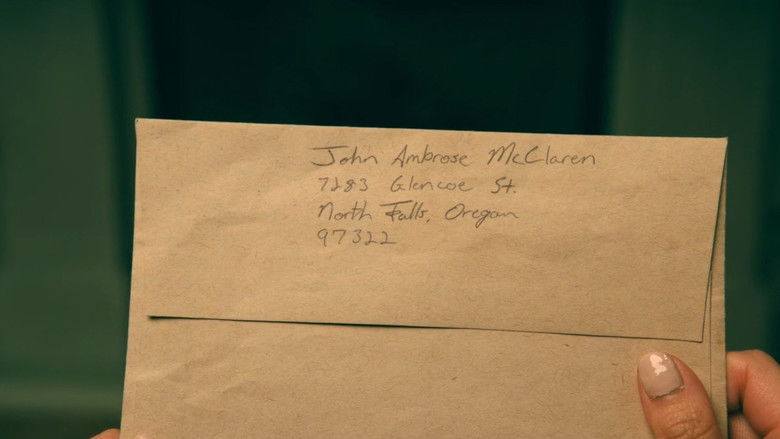 John Ambrose McClaren
7283 Glencoe St.
North Falls, Oregon
97322